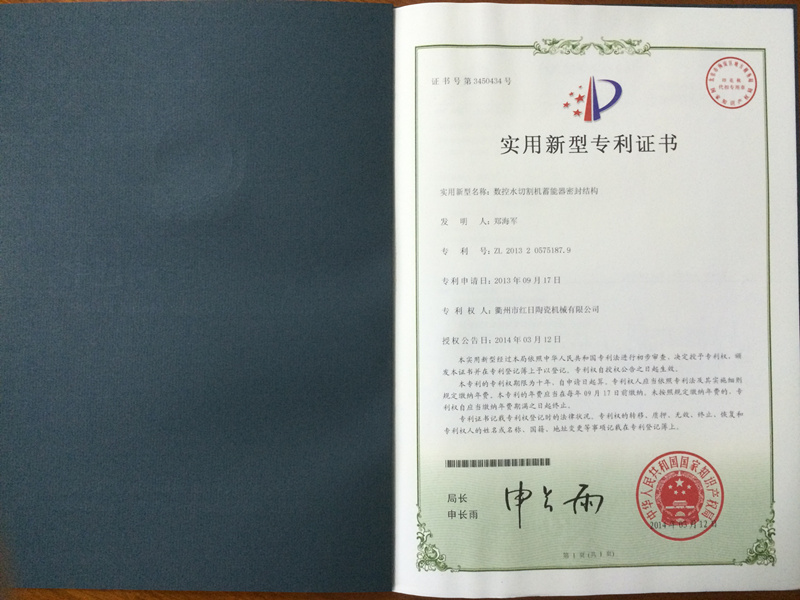 证书号第3450434号
实用新型专利证书
实用新型名称：数控水切割机蓄能器密封结构
发 明 人：郑海军
专 利 号：ZL 2013 2 0575187.9
专利申请日：2013年09月17日
专 利 权 人：衢州市红日陶瓷机械有限公司
授权公告日：2014年03月12日
本实用新型经过本局依照中华人民共和国专利法进行初步审查，决定授予专利权，颁
发本证书并在专利登记簿上予以登记。专利权自授权公告之日起生效。
本专利的专利权期限为十年，自申请日起算。专利权人应当依照专利法及其实施细则
规定缴纳年费。本专利的年费应当在每年09月17日前缴纳。未按照规定缴纳年费的，专
利权自应当缴纳年费期满之日起终止。
专利证书记载专利权登记时的法律状况。专利权的转移、质押、无效、终止、恢复和
专利权人的姓名或名称、国籍、地址变更等事项记载在专利登记簿上。
局长
申长雨
申长雨
中华人民共和国国家知识产权局
2014年03月12日
第1页(共1页)